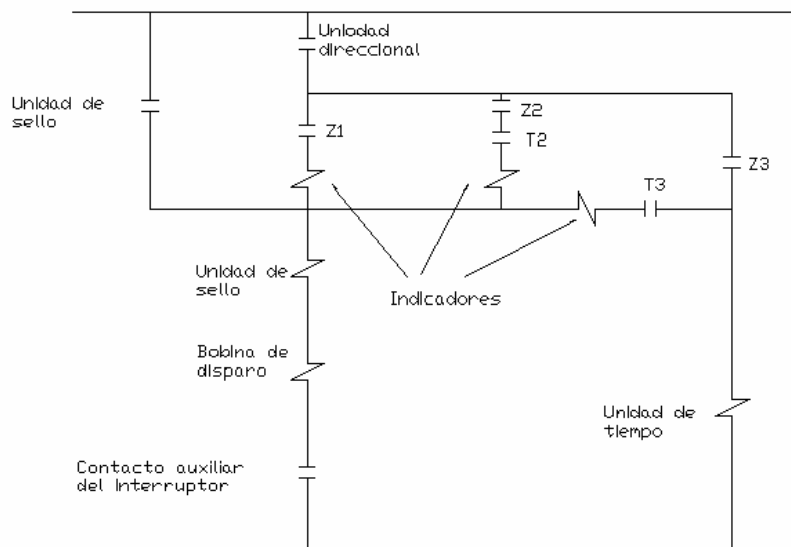 Uniodad
direccional
Unidad de
sello
Z1
Z2
T2
Z3
T3
Unidad de
sello
Indicadores
Bobina de
disparo
Unidad de
tiempo
Contacto auxiliar
del Interruptor